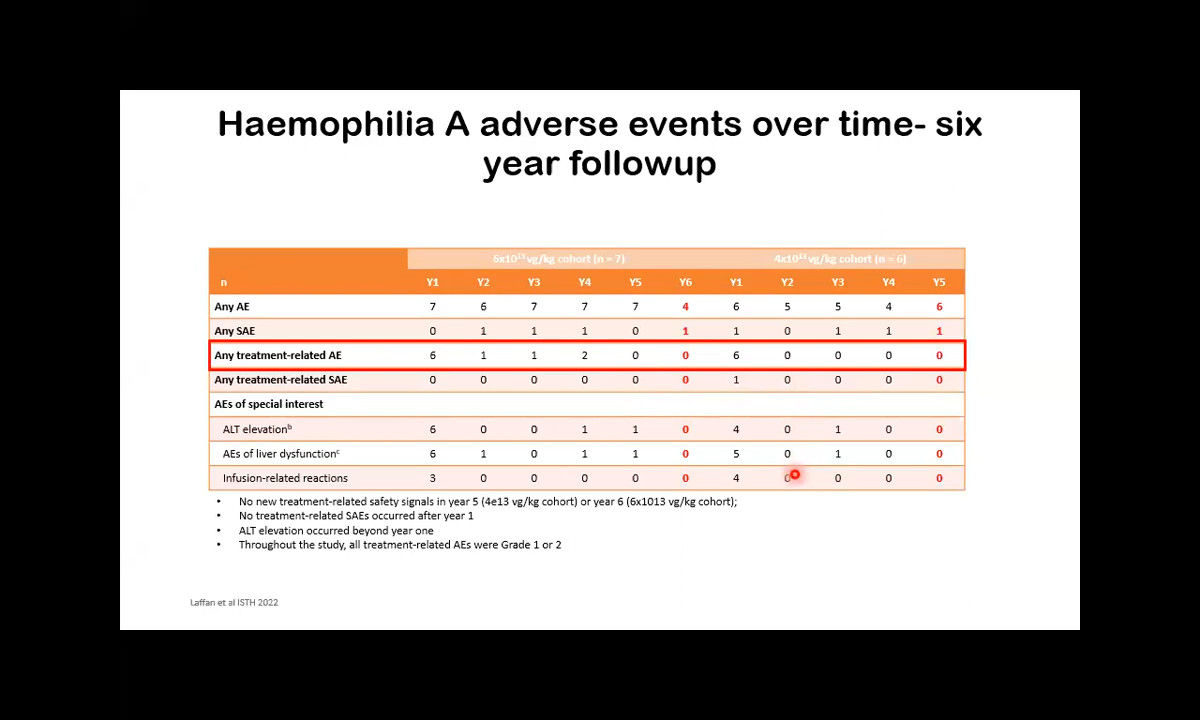 Haemophilia A adverse events over time- six
year followup
6x10¹³ vg/kg cohort (n = 7) 4x10¹³ vg/kg cohort (n = 6)
n Y1 Y2 Y3 Y4 Y5 Y6 Y1 Y2 Y3 Y4 Y5
Any AE 7 6 7 7 7 4 6 5 5 4 6
Any SAE 0 1 1 1 0 1 1 0 1 1 1
Any treatment-related AE 6 1 1 2 0 0 6 0 0 0 0
Any treatment-related SAE 0 0 0 0 0 0 1 0 0 0 0
AEs of special interest
ALT elevationᵇ 6 0 0 1 1 0 4 0 1 0 0
AEs of liver dysfunctionᶜ 6 1 0 1 1 0 5 0 1 0 0
Infusion-related reactions 3 0 0 0 0 0 4 0 0 0 0
• No new treatment-related safety signals in year 5 (4e13 vg/kg cohort) or year 6 (6x1013 vg/kg cohort);
• No treatment-related SAEs occurred after year 1
• ALT elevation occurred beyond year one
• Throughout the study, all treatment-related AEs were Grade 1 or 2
Laffan et al ISTH 2022